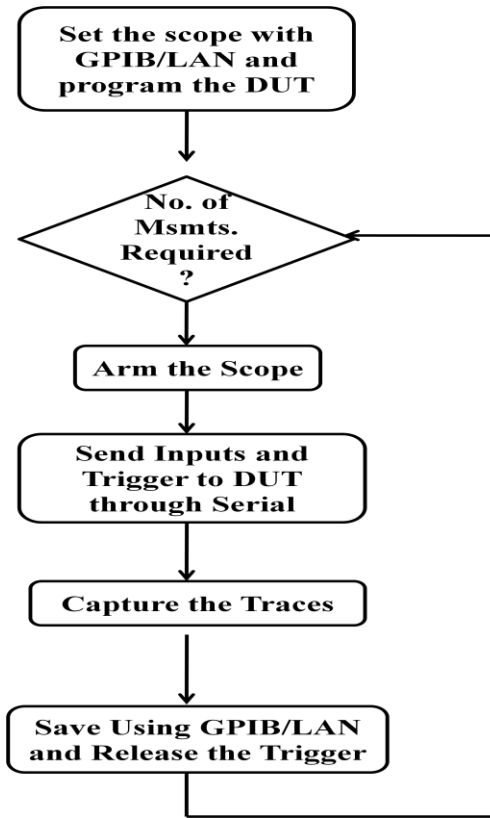 Set the scope with
GPIB/LAN and
program the DUT
No. of
Msmts.
Required
?
Arm the Scope
Send Inputs and
Trigger to DUT
through Serial
Capture the Traces
Save Using GPIB/LAN
and Release the Trigger